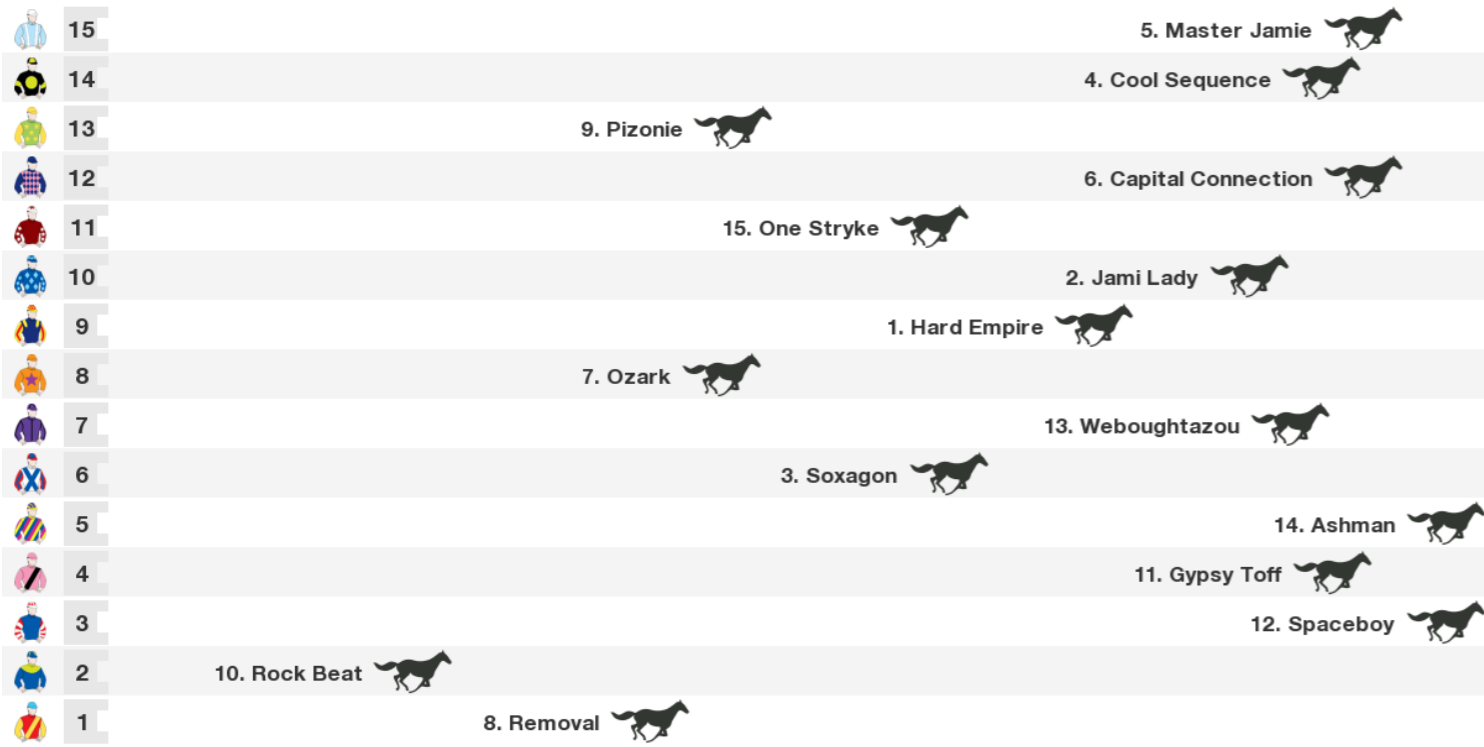 15 5. Master Jamie
14 4. Cool Sequence
13 9. Pizonie
12 6. Capital Connection
11 15. One Stryke
10 2. Jami Lady
9 1. Hard Empire
8 7. Ozark
7 13. Weboughtazou
6 3. Soxagon
5 14. Ashman
4 11. Gypsy Toff
3 12. Spaceboy
2 10. Rock Beat
1 8. Removal